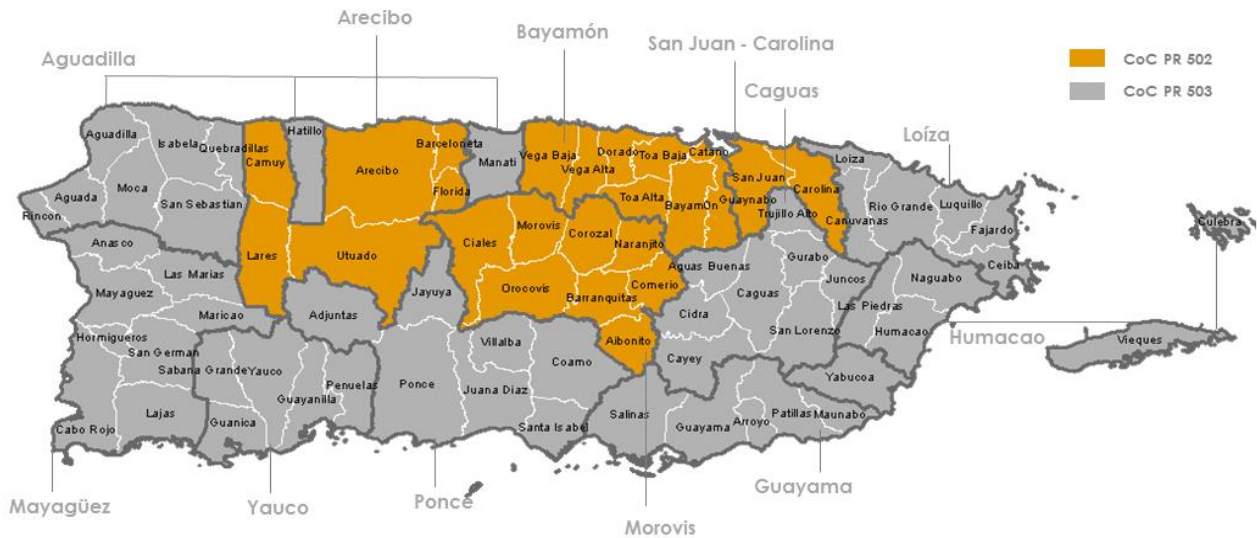 Arecibo
Bayamón
San Juan - Carolina
Aguadilla
Caguas
Loíza
CoC PR 502
CoC PR 503
Aguadilla
Isabela
Quebradillas
Camuy
Hatillo
Arecibo
Barceloneta
Manati
Florida
Vega Baja
Vega Alta
Dorado
Toa Baja
Catano
Toa Alta
Bayamon
Guaynabo
San Juan
Trujillo Alto
Carolina
Loiza
Canuvanas
Rio Grande
Luquillo
Fajardo
Ceiba
Culebra
Aguada
Moca
San Sebastian
Rincon
Anasco
Lares
Utuado
Ciales
Morovis
Corozal
Naranjito
Orocovis
Barranquitas
Comerio
Aibonito
Aguas Buenas
Gurabo
Caguas
Juncos
Naguabo
Las Piedras
Humacao
San Lorenzo
Cidra
Cayey
Las Marias
Mayaguez
Maricao
Adjuntas
Jayuya
Hormigueros
San German
Sabana
Grande
Yauco
Guayanilla
Penuelas
Ponce
Villalba
Juana Diaz
Coamo
Santa Isabel
Salinas
Guayama
Arroyo
Patillas
Maunabo
Yabucoa
Vieques
Cabo Rojo
Lajas
Guanica
Humacao
Mayagüez
Yauco
Ponce
Guayama
Morovis